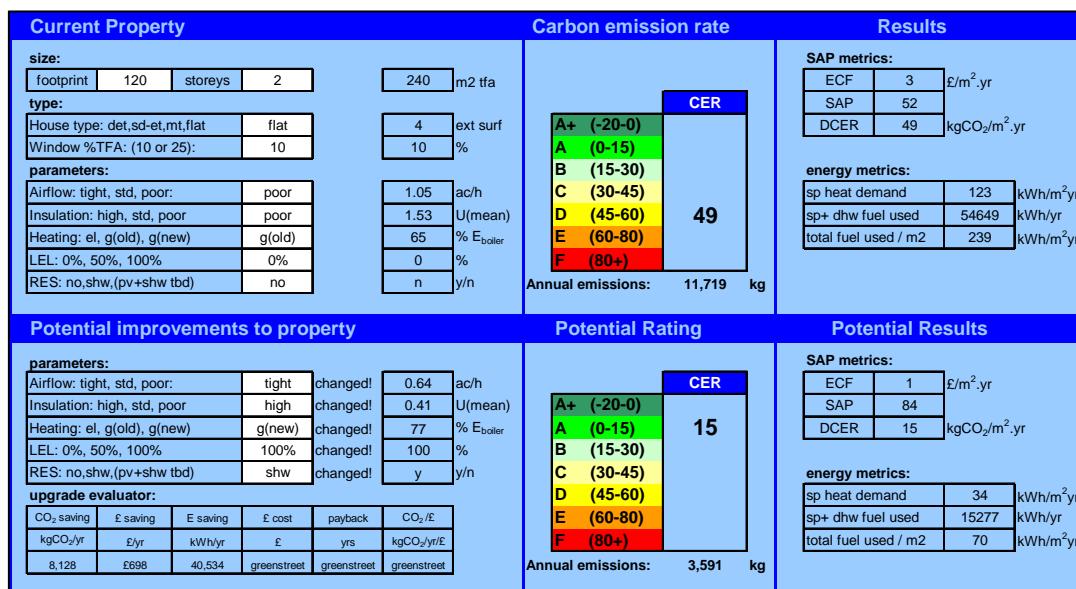 Current Property
size:
footprint 120 storeys 2 240 m2 tfa
type:
House type: det,sd-et,mt,flat flat 4 ext surf
Window %TFA: (10 or 25): 10 10 %
parameters:
Airflow: tight, std, poor: poor 1.05 ac/h
Insulation: high, std, poor poor 1.53 U(mean)
Heating: el, g(old), g(new) g(old) 65 % Eboiler
LEL: 0%, 50%, 100% 0% 0 %
RES: no,shw,(pv+shw tbd) no n y/n
Carbon emission rate
CER
A+ (-20-0)
A (0-15)
B (15-30)
C (30-45)
D (45-60) 49
E (60-80)
F (80+)
Annual emissions: 11,719 kg
Results
SAP metrics:
ECF 3 £/m2.yr
SAP 52
DCER 49 kgCO2/m2.yr
energy metrics:
sp heat demand 123 kWh/m2yr
sp+ dhw fuel used 54649 kWh/yr
total fuel used / m2 239 kWh/m2yr
Potential improvements to property
parameters:
Airflow: tight, std, poor: tight changed! 0.64 ac/h
Insulation: high, std, poor high changed! 0.41 U(mean)
Heating: el, g(old), g(new) g(new) changed! 77 % Eboiler
LEL: 0%, 50%, 100% 100% changed! 100 %
RES: no,shw,(pv+shw tbd) shw changed! y y/n
upgrade evaluator:
CO2 saving £ saving E saving £ cost payback CO2/£
kgCO2/yr £/yr kWh/yr £ yrs kgCO2/yr/£
8,128 £698 40,534 greenstreet greenstreet greenstreet
Potential Rating
CER
A+ (-20-0)
A (0-15) 15
B (15-30)
C (30-45)
D (45-60)
E (60-80)
F (80+)
Annual emissions: 3,591 kg
Potential Results
SAP metrics:
ECF 1 £/m2.yr
SAP 84
DCER 15 kgCO2/m2.yr
energy metrics:
sp heat demand 34 kWh/m2yr
sp+ dhw fuel used 15277 kWh/yr
total fuel used / m2 70 kWh/m2yr